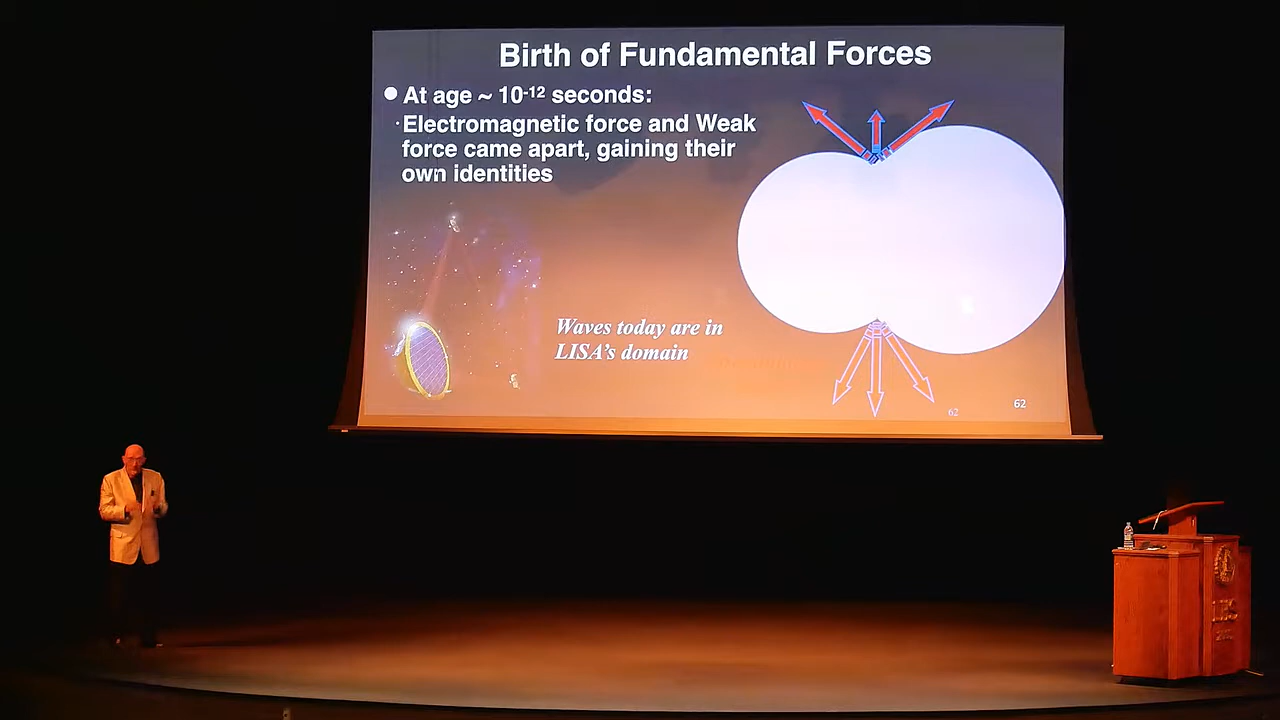 Birth of Fundamental Forces
● At age ~ 10⁻¹² seconds:
·Electromagnetic force and Weak
force came apart, gaining their
own identities
Waves today are in
LISA's domain
62
62